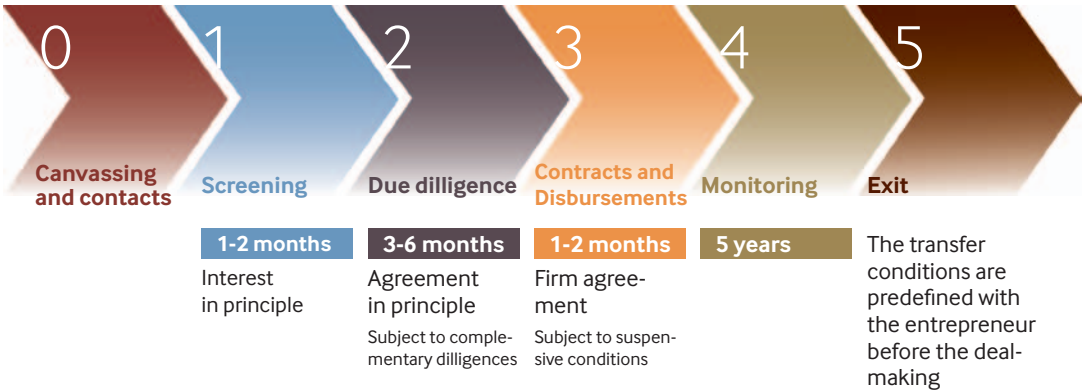 0
1
2
3
4
5
Canvassing
and contacts
Screening
Due dilligence
Contracts and
Disbursements
Monitoring
Exit
1-2 months
3-6 months
1-2 months
5 years
Interest
in principle
Agreement
in principle
Subject to comple-
mentary dilligences
Firm agree-
ment
Subject to suspen-
sive conditions
The transfer
conditions are
predefined with
the entrepreneur
before the deal-
making